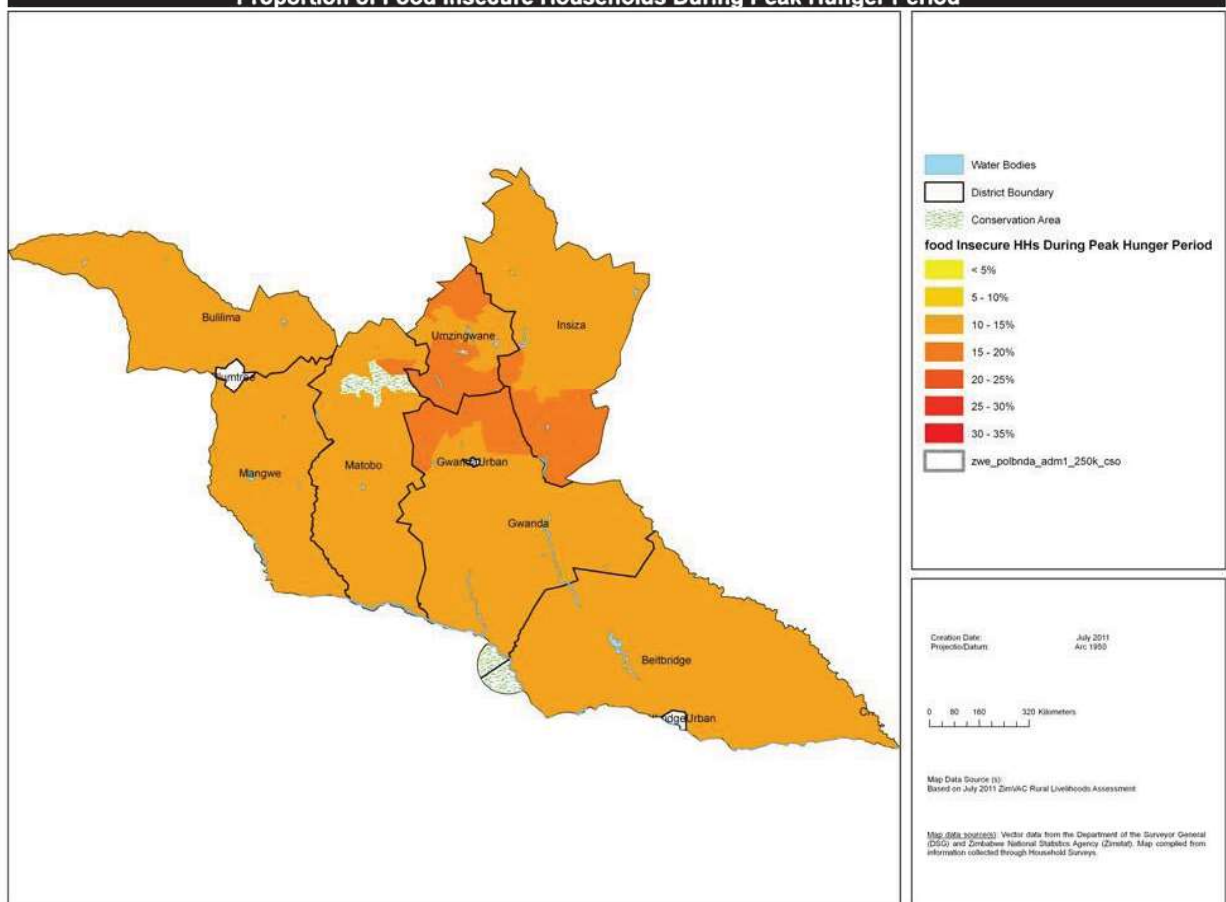 Proportion of Food Insecure Households During Peak Hunger Period
Water Bodies
District Boundary
Conservation Area
food Insecure HHs During Peak Hunger Period
< 5%
5 - 10%
10 - 15%
15 - 20%
20 - 25%
25 - 30%
30 - 35%
zwe_polbnda_adm1_250k_cso
Bulilima
Umzingwane
Insiza
Mangwe
Matobo
Gwanda
Beitbridge
Creation Date: July 2011
Projectio/Datum: Arc 1950
0 80 160 320 Kilometers
Map Data Source (s):
Based on July 2011 ZimVAC Rural Livelihoods Assessment
Map data source(s): Vector data from the Department of the Surveyor General
(DSG) and Zimbabwe National Statistics Agency (Zimstat). Map compiled from
information collected through Household Surveys.